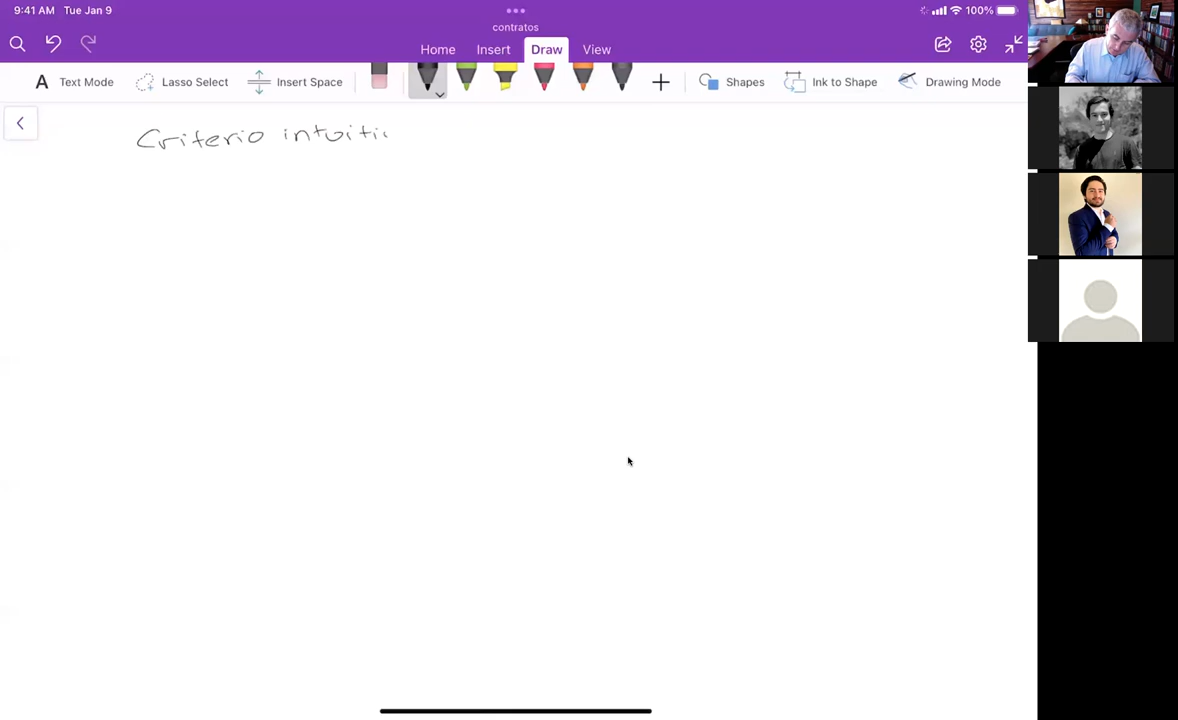 9:41 AM Tue Jan 9
100%
contratos
Home Insert Draw View
A Text Mode Lasso Select Insert Space Shapes Ink to Shape Drawing Mode
Criterio intuiti